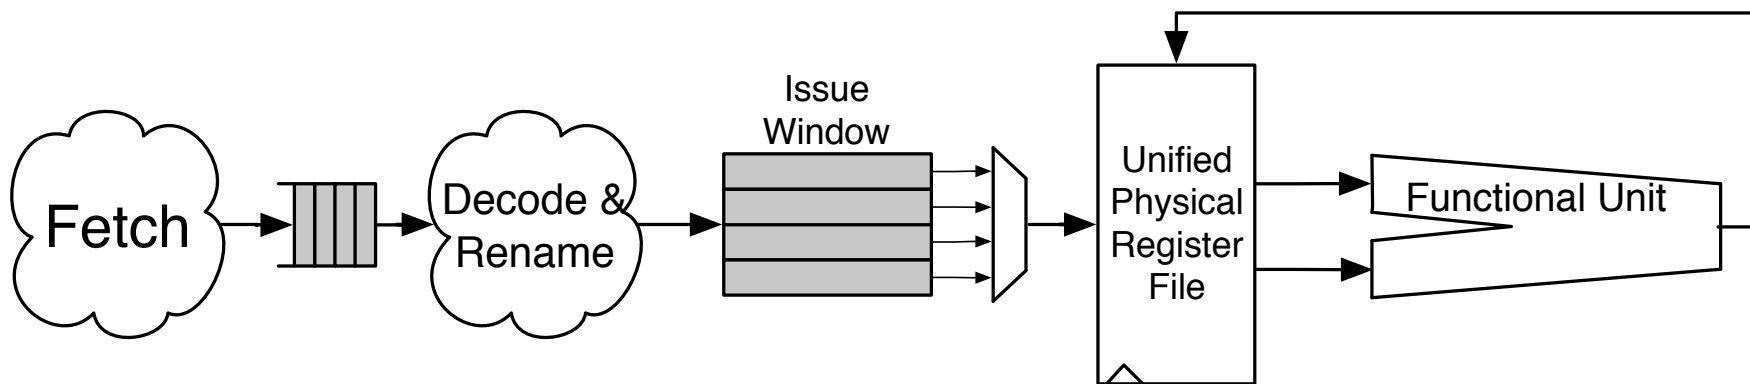 Fetch
Decode &
Rename
Issue
Window
Unified
Physical
Register
File
Functional Unit